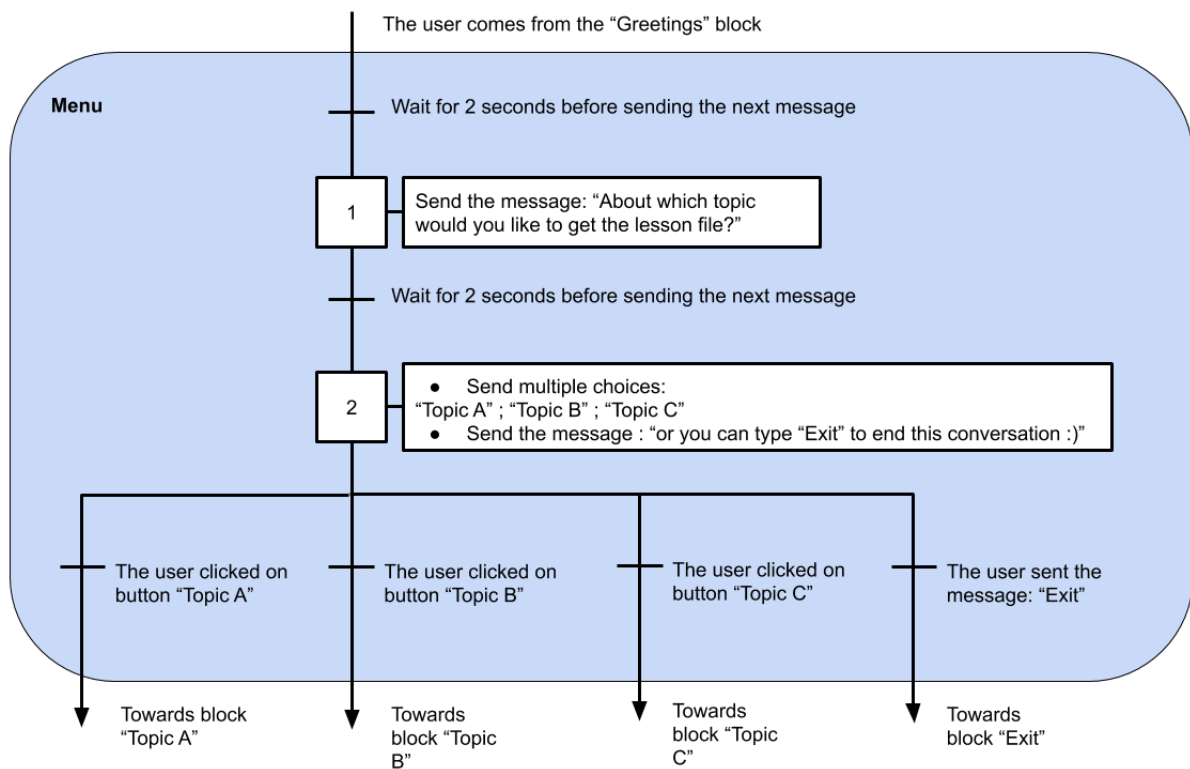 The user comes from the “Greetings” block
Menu
Wait for 2 seconds before sending the next message
1
Send the message: “About which topic
would you like to get the lesson file?”
Wait for 2 seconds before sending the next message
2
● Send multiple choices:
“Topic A” ; “Topic B” ; “Topic C”
● Send the message : “or you can type “Exit” to end this conversation :)”
The user clicked on
button “Topic A”
The user clicked on
button “Topic B”
The user clicked on
button “Topic C”
The user sent the
message: “Exit”
Towards block
“Topic A”
Towards
block “Topic
B”
Towards
block “Topic
C”
Towards
block “Exit”